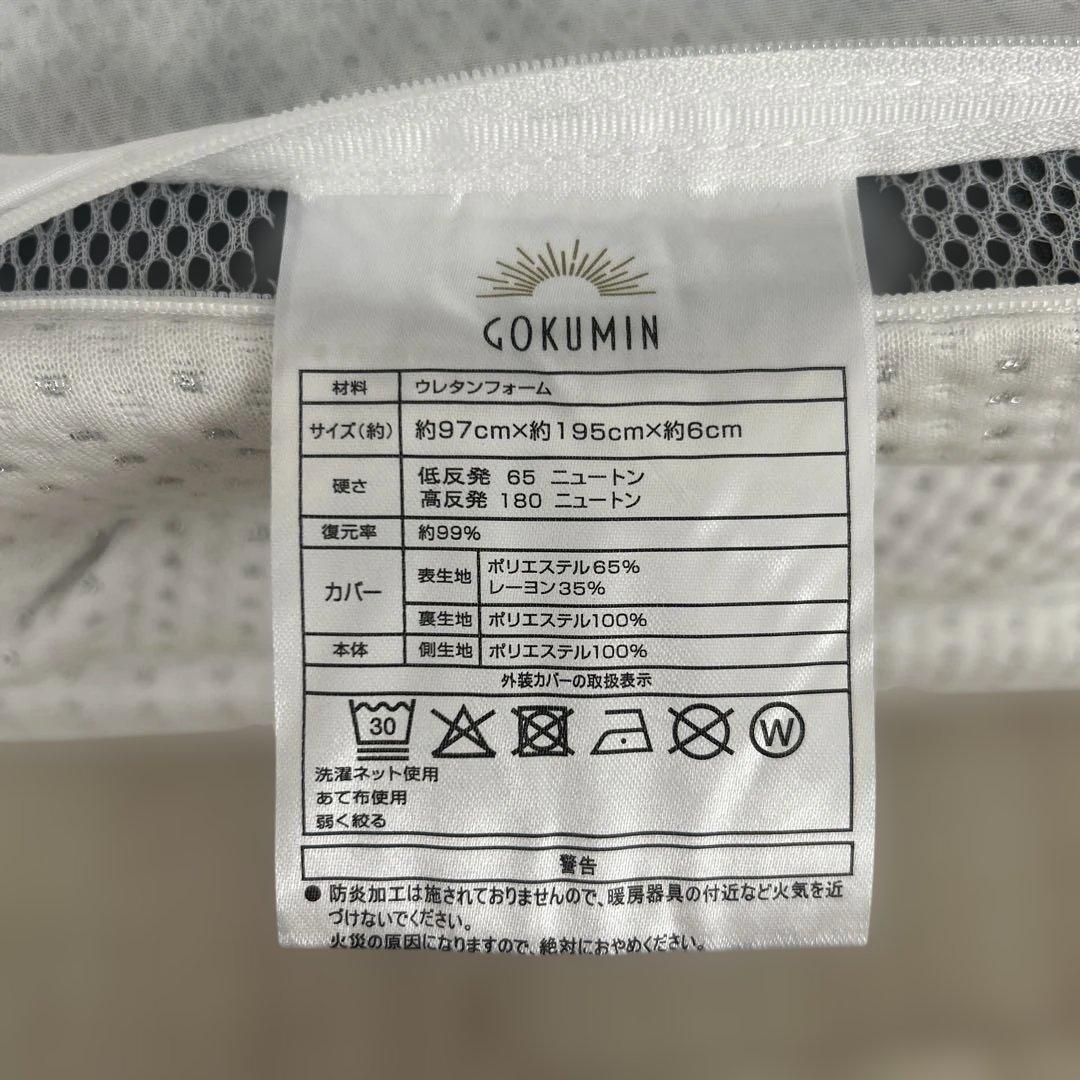 GOKUMIN
材料 ウレタンフォーム
サイズ(約) 約97cm×約195cm×約6cm
硬さ 低反発 65 ニュートン
高反発 180 ニュートン
復元率 約99%
カバー 表生地 ポリエステル65%
レーヨン35%
裏生地 ポリエステル100%
本体 側生地 ポリエステル100%
外装カバーの取扱表示
30 W
洗濯ネット使用
あて布使用
弱く絞る
警告
● 防炎加工は施されておりませんので、暖房器具の付近など火気を近
づけないでください。
火災の原因になりますので、絶対におやめください。